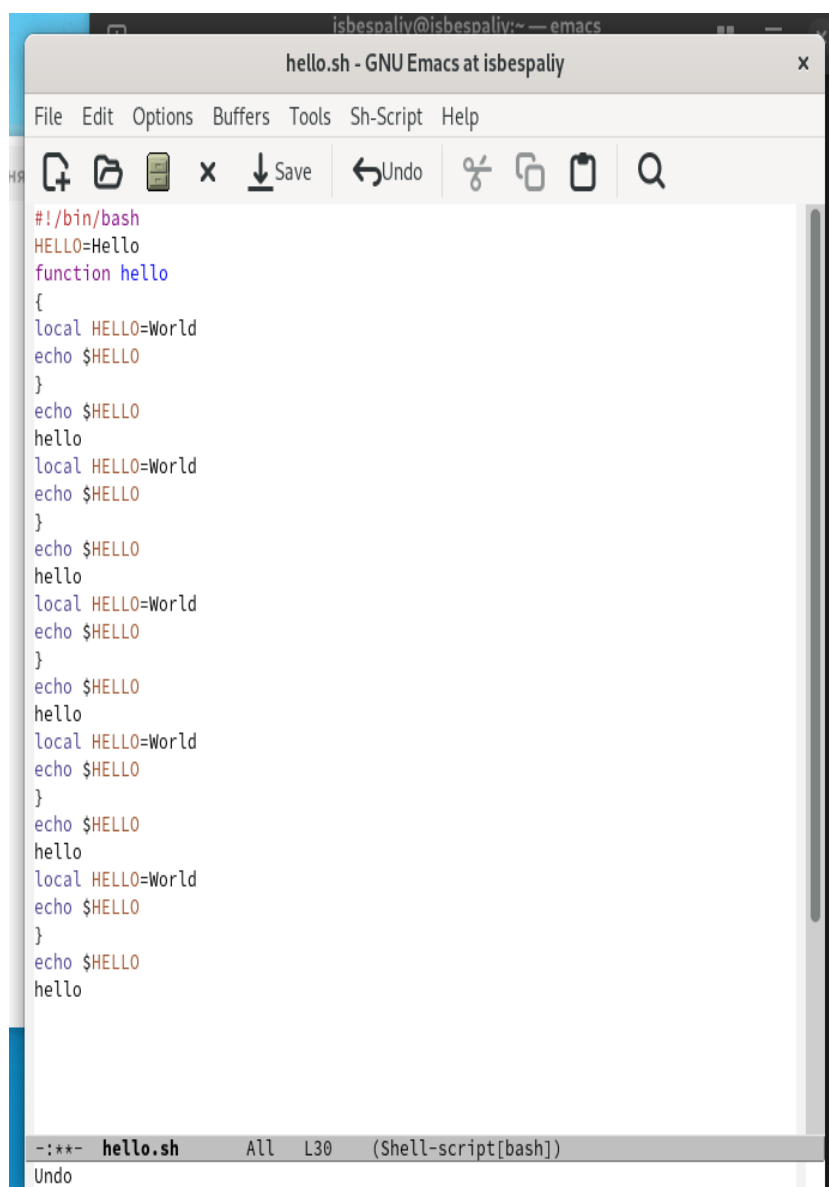 isbespaliy@isbespaliy:~ — emacs
hello.sh - GNU Emacs at isbespaliy
File Edit Options Buffers Tools Sh-Script Help
Save Undo
ня
#!/bin/bash
HELLO=Hello
function hello
{
local HELLO=World
echo $HELLO
}
echo $HELLO
hello
local HELLO=World
echo $HELLO
}
echo $HELLO
hello
local HELLO=World
echo $HELLO
}
echo $HELLO
hello
local HELLO=World
echo $HELLO
}
echo $HELLO
hello
local HELLO=World
echo $HELLO
}
echo $HELLO
hello
-:**- hello.sh All L30 (Shell-script[bash])
Undo